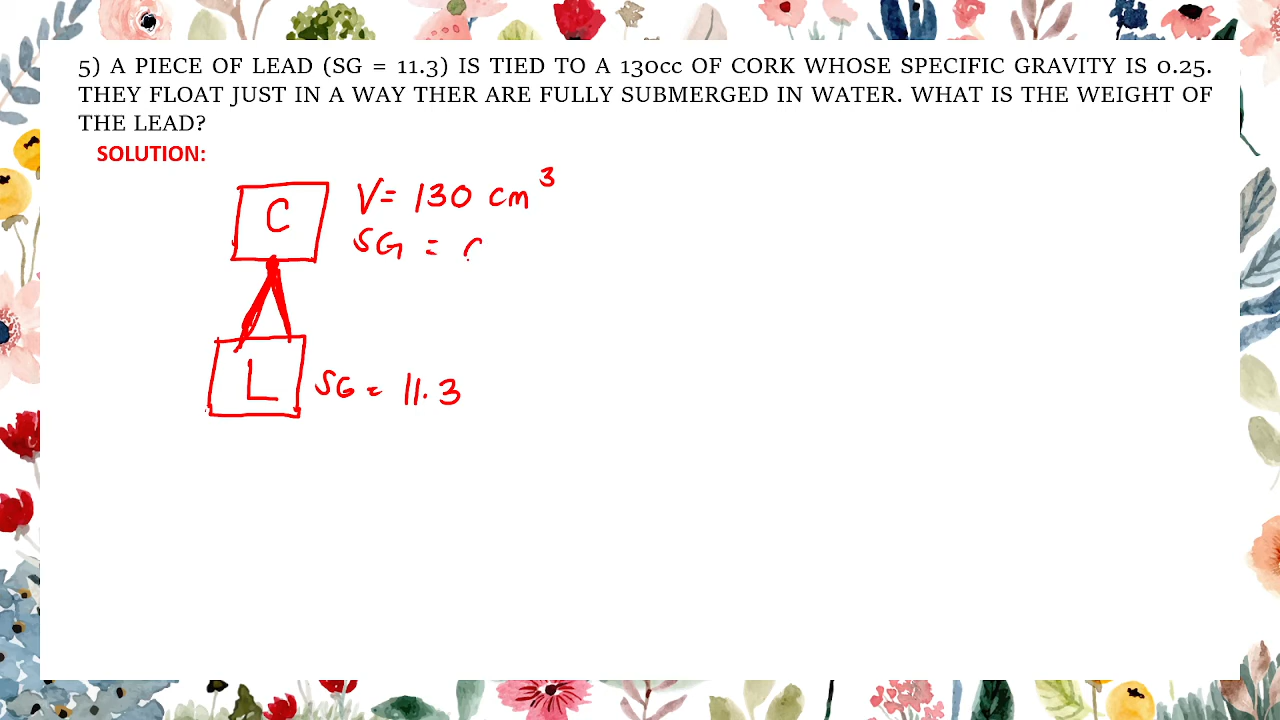 5) A PIECE OF LEAD (SG = 11.3) IS TIED TO A 130cc OF CORK WHOSE SPECIFIC GRAVITY IS 0.25.
THEY FLOAT JUST IN A WAY THER ARE FULLY SUBMERGED IN WATER. WHAT IS THE WEIGHT OF
THE LEAD?
SOLUTION:
C V = 130 cm³
SG =
L SG = 11.3